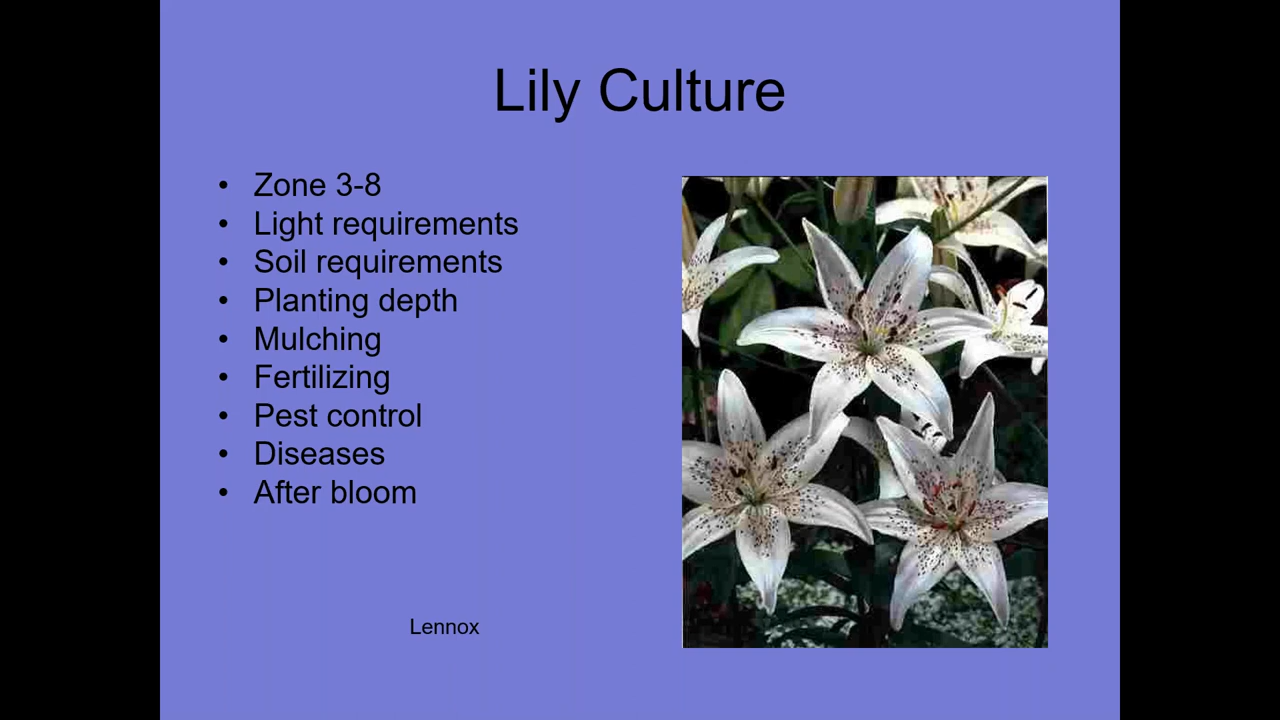 Lily Culture
• Zone 3-8
• Light requirements
• Soil requirements
• Planting depth
• Mulching
• Fertilizing
• Pest control
• Diseases
• After bloom
Lennox